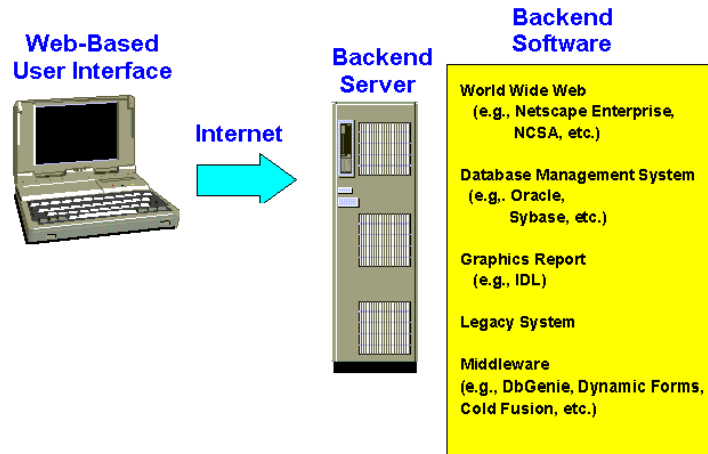 Web-Based
User Interface
Internet
Backend
Server
Backend
Software
World Wide Web
(e.g., Netscape Enterprise,
NCSA, etc.)
Database Management System
(e,g,. Oracle,
Sybase, etc.)
Graphics Report
(e.g., IDL)
Legacy System
Middleware
(e.g., DbGenie, Dynamic Forms,
Cold Fusion, etc.)